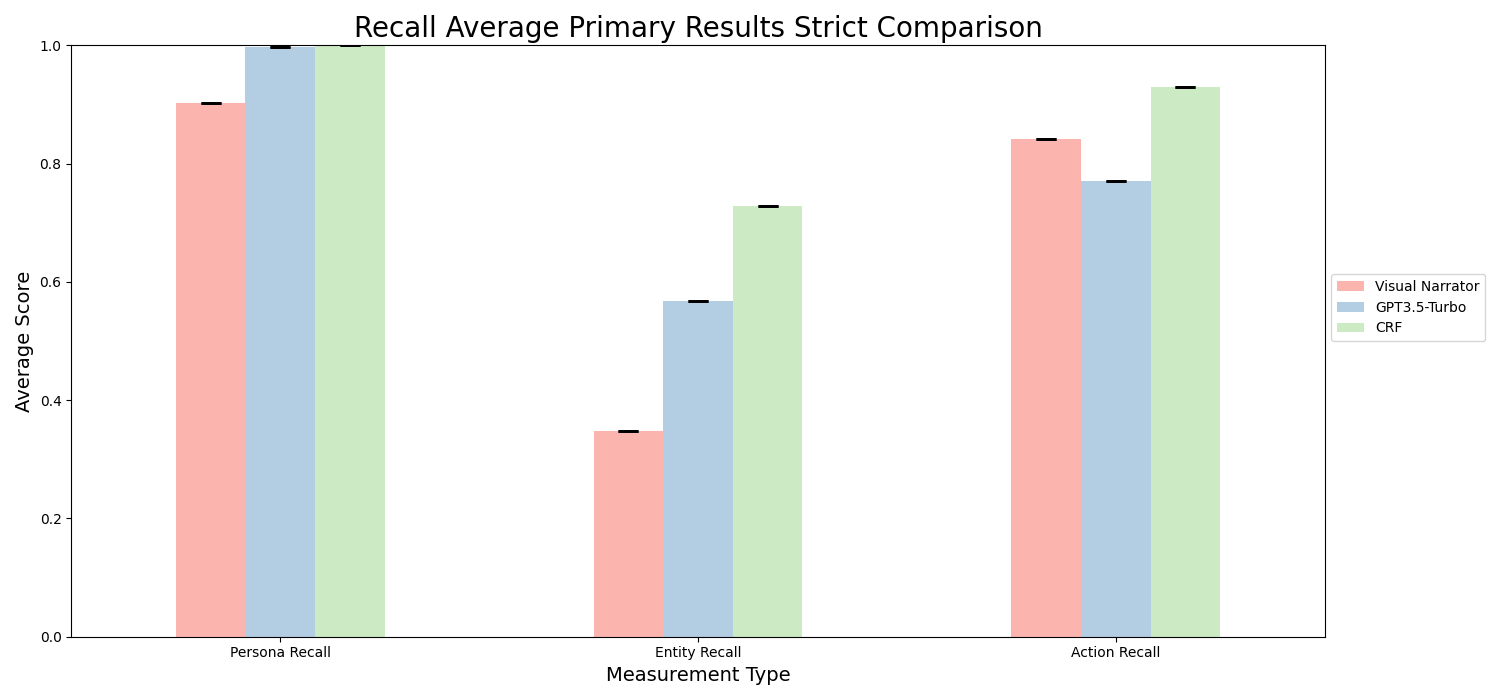 Recall Average Primary Results Strict Comparison
1.0
0.8
0.6
0.4
0.2
0.0
Average Score
Persona Recall
Entity Recall
Action Recall
Measurement Type
Visual Narrator
GPT3.5-Turbo
CRF